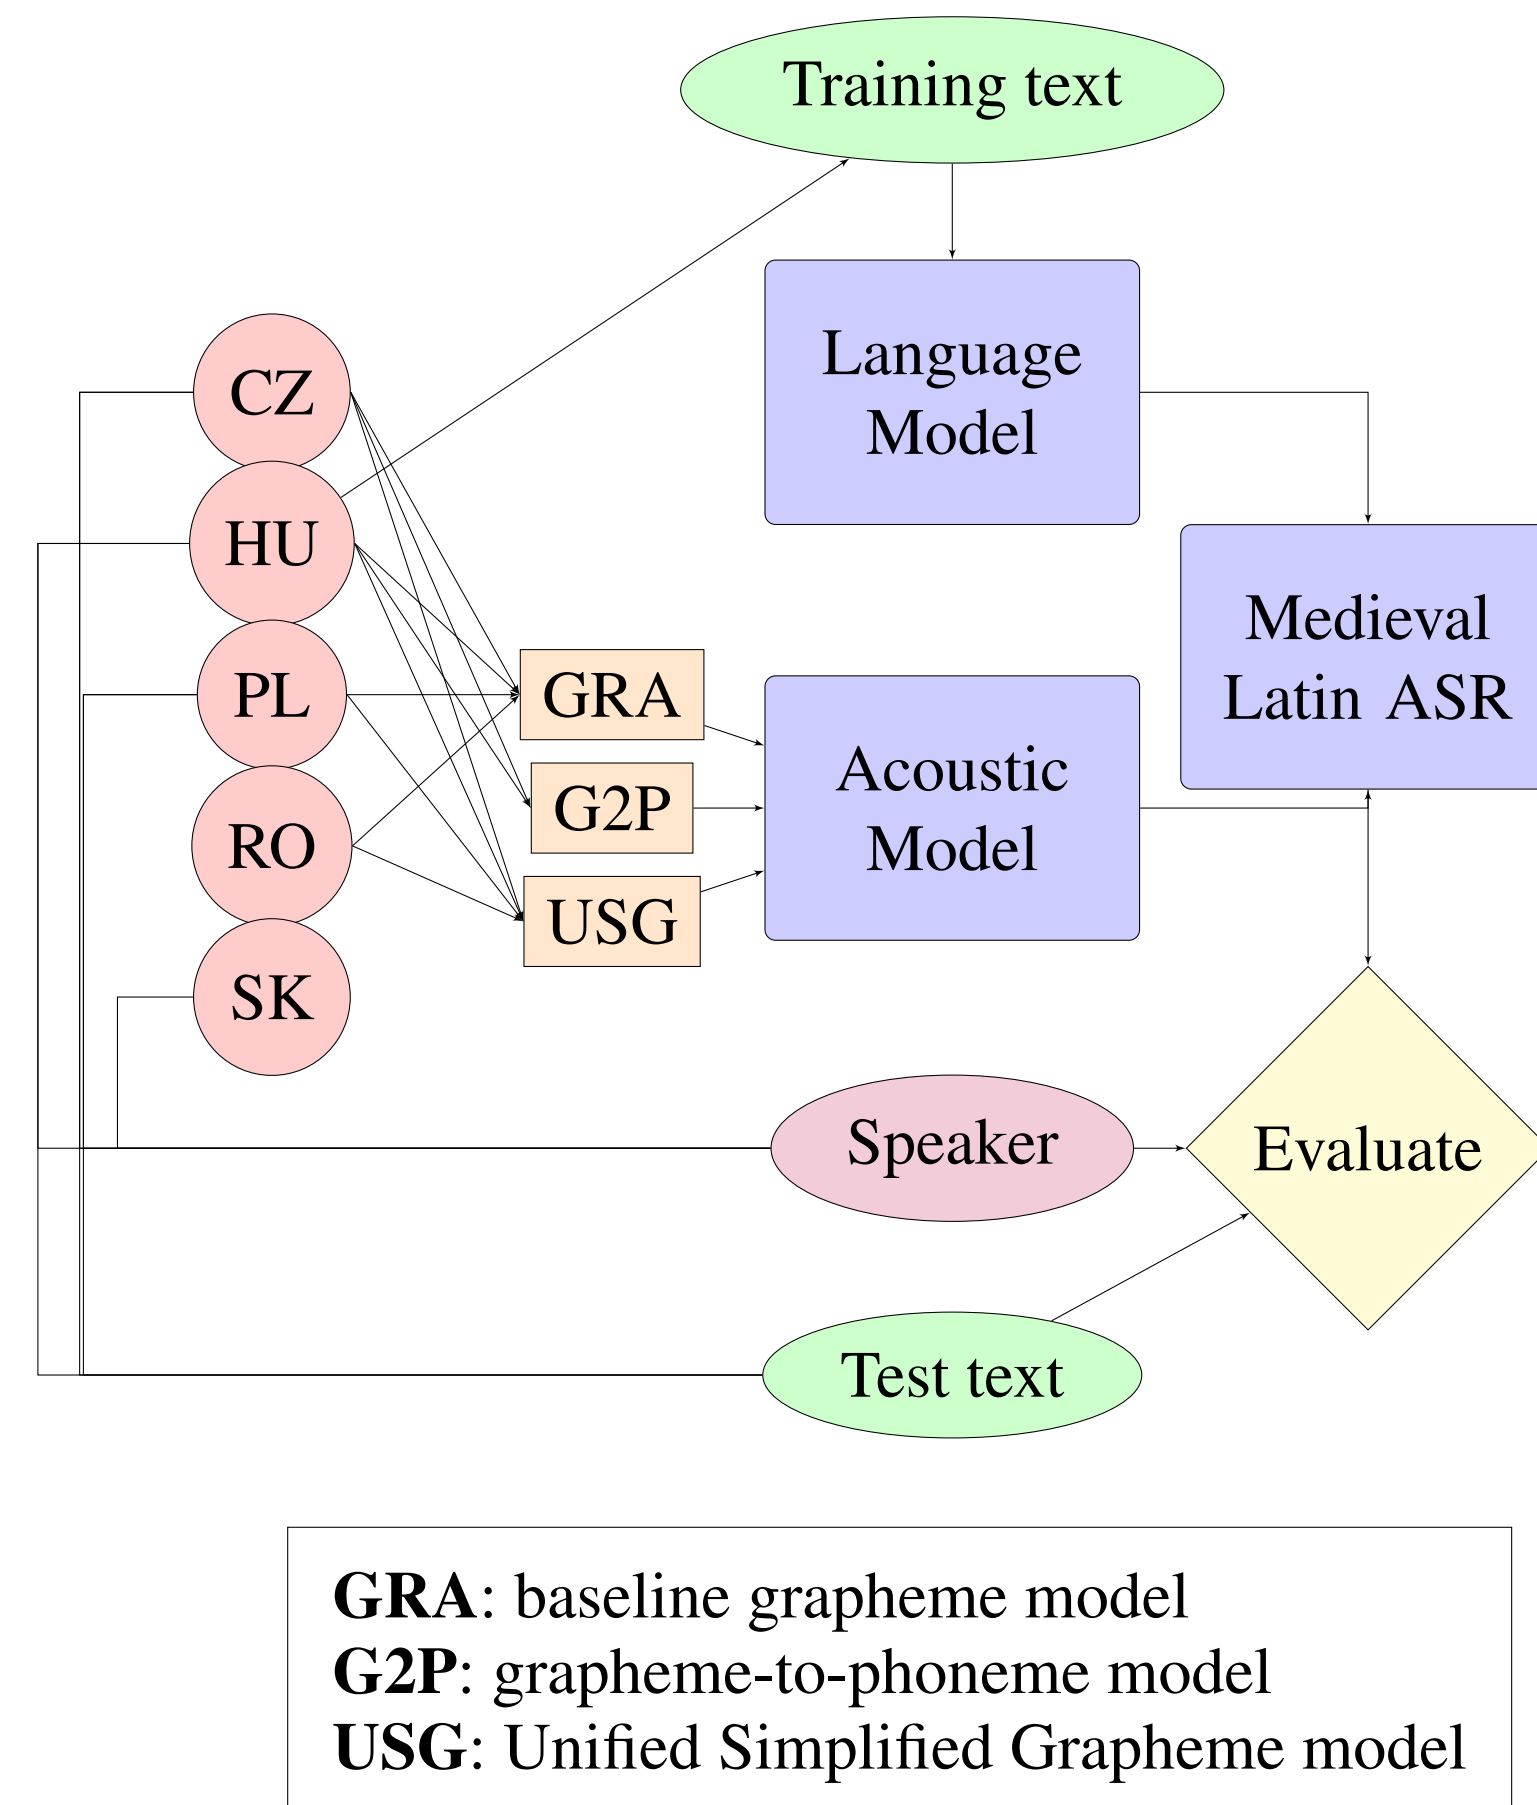 Training text
Language
Model
CZ
HU
PL
RO
SK
GRA
G2P
USG
Acoustic
Model
Medieval
Latin ASR
Speaker
Evaluate
Test text
GRA: baseline grapheme model
G2P: grapheme-to-phoneme model
USG: Unified Simplified Grapheme model